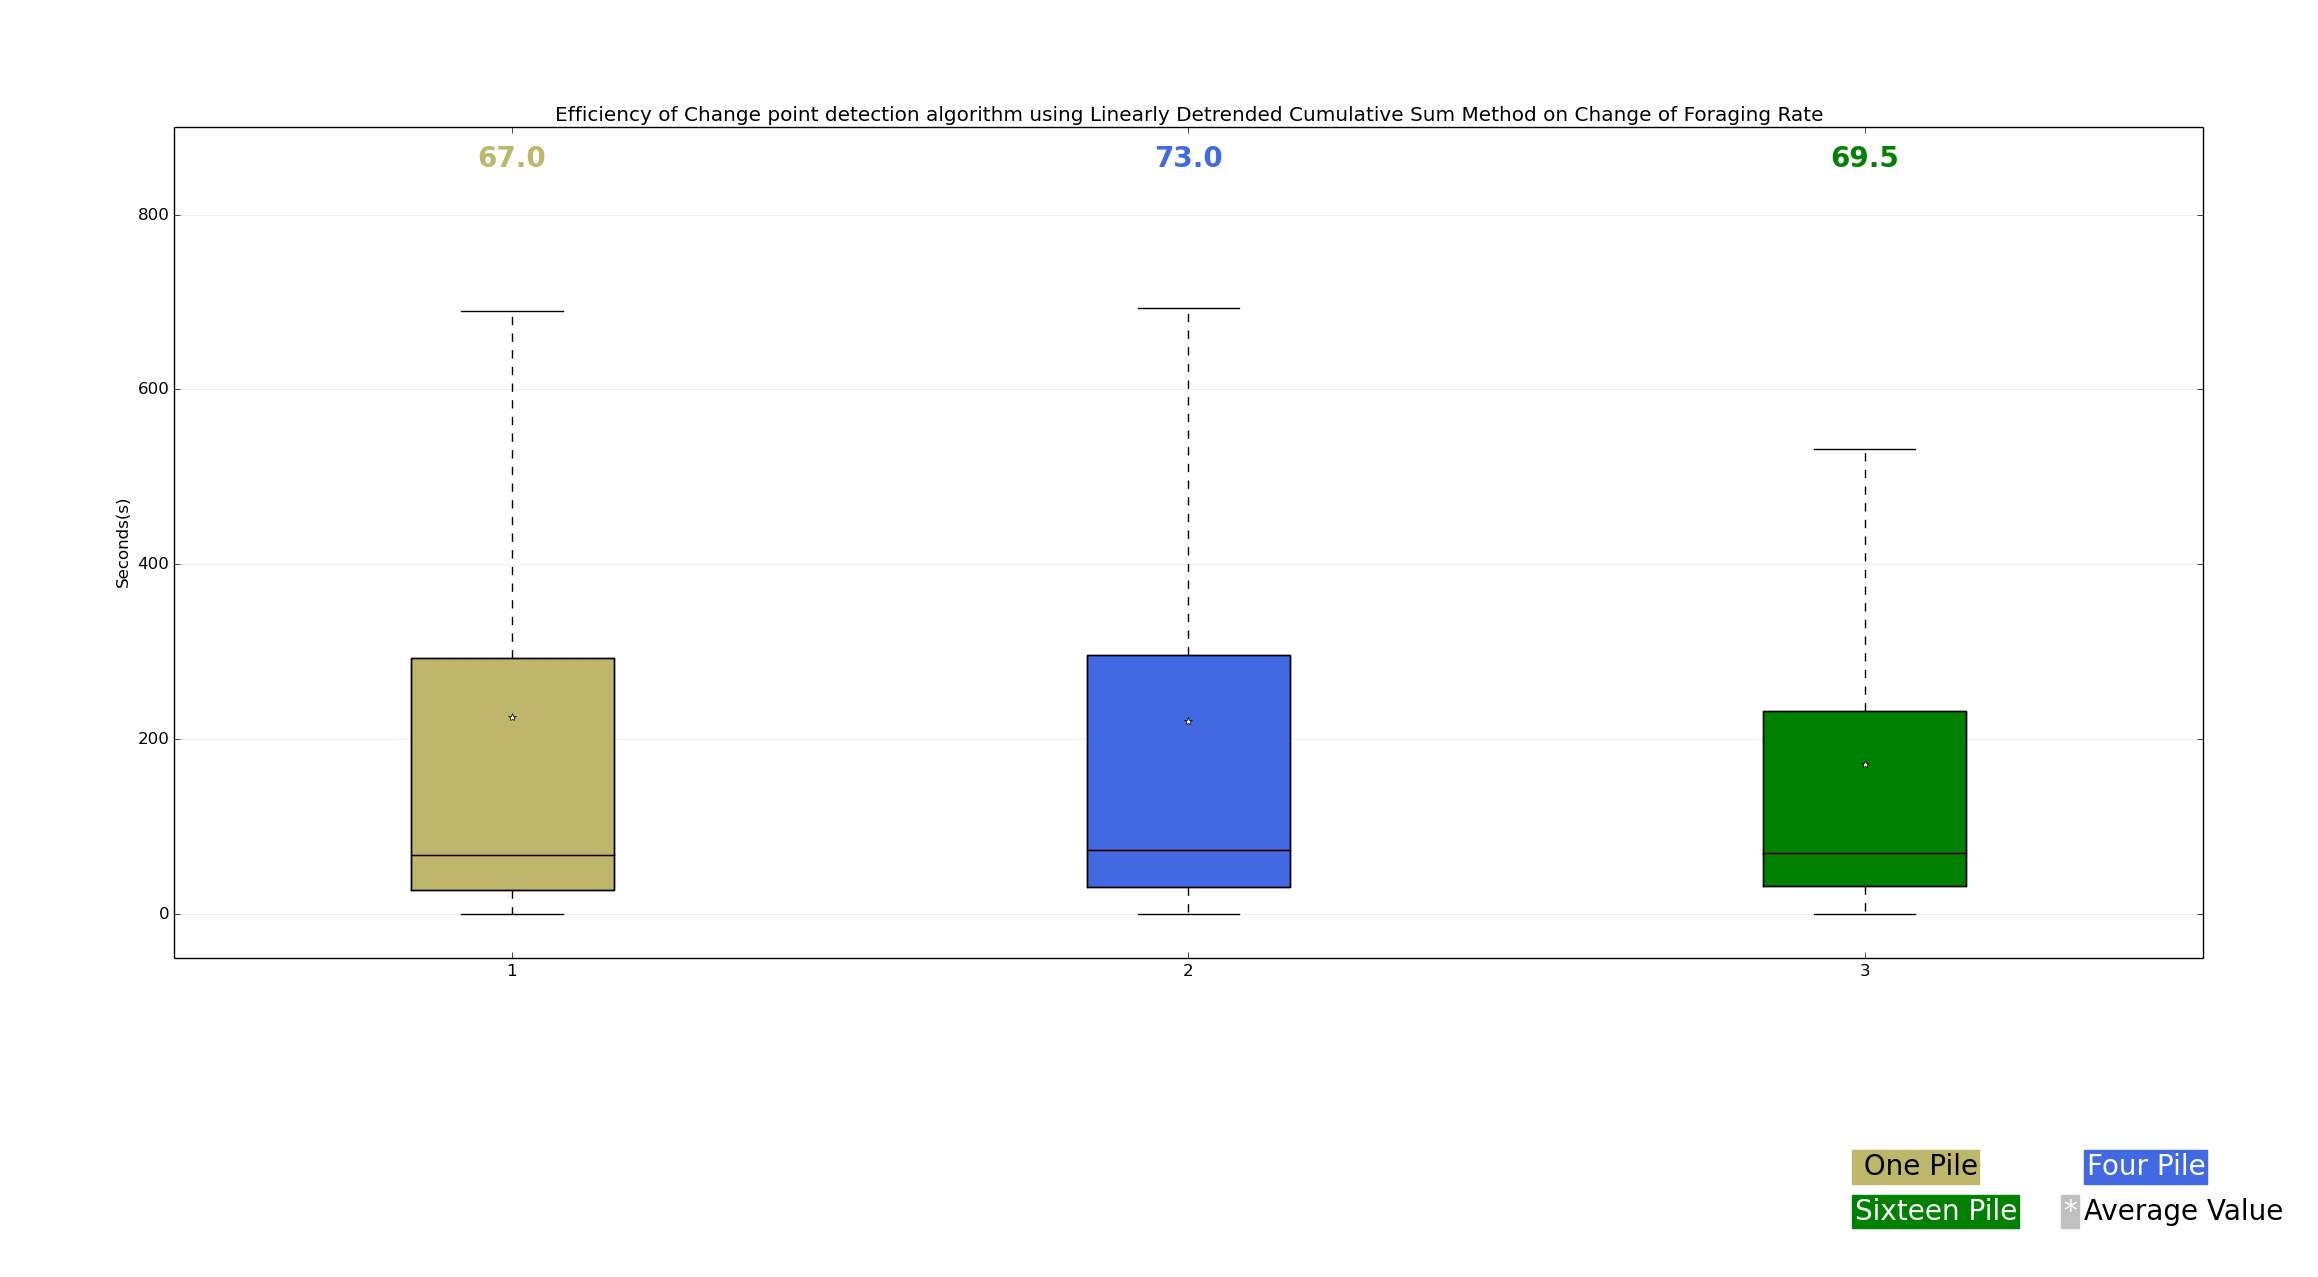 Efficiency of Change point detection algorithm using Linearly Detrended Cumulative Sum Method on Change of Foraging Rate
67.0 73.0 69.5
800
600
400
200
0
Seconds(s)
1 2 3
One Pile Four Pile
Sixteen Pile * Average Value